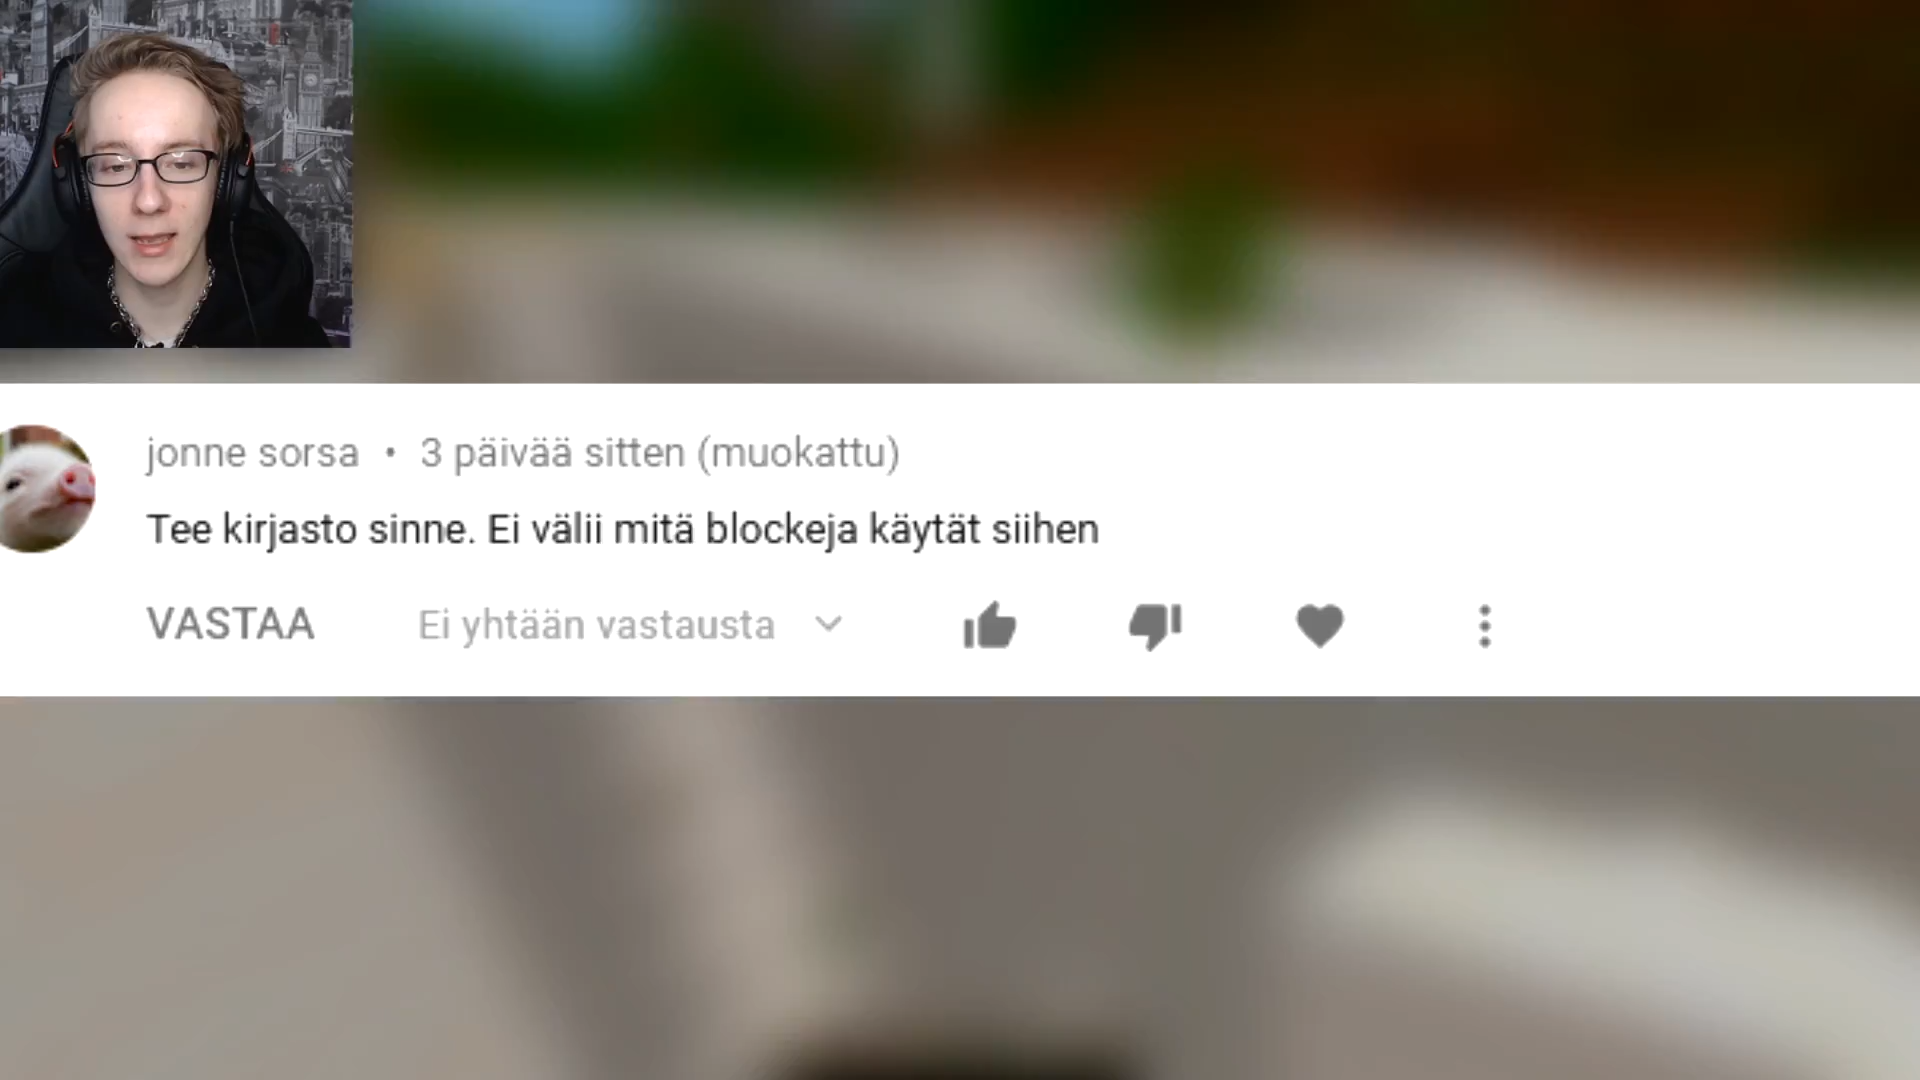 jonne sorsa • 3 päivää sitten (muokattu)
Tee kirjasto sinne. Ei välii mitä blockeja käytät siihen
VASTAA Ei yhtään vastausta